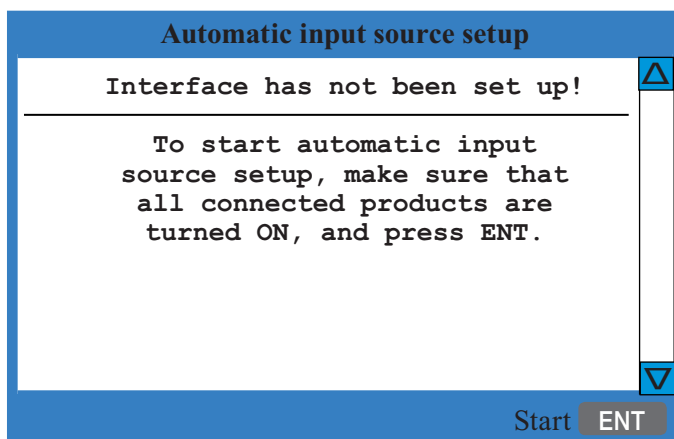 Automatic input source setup
Interface has not been set up!
To start automatic input
source setup, make sure that
all connected products are
turned ON, and press ENT.
Start ENT